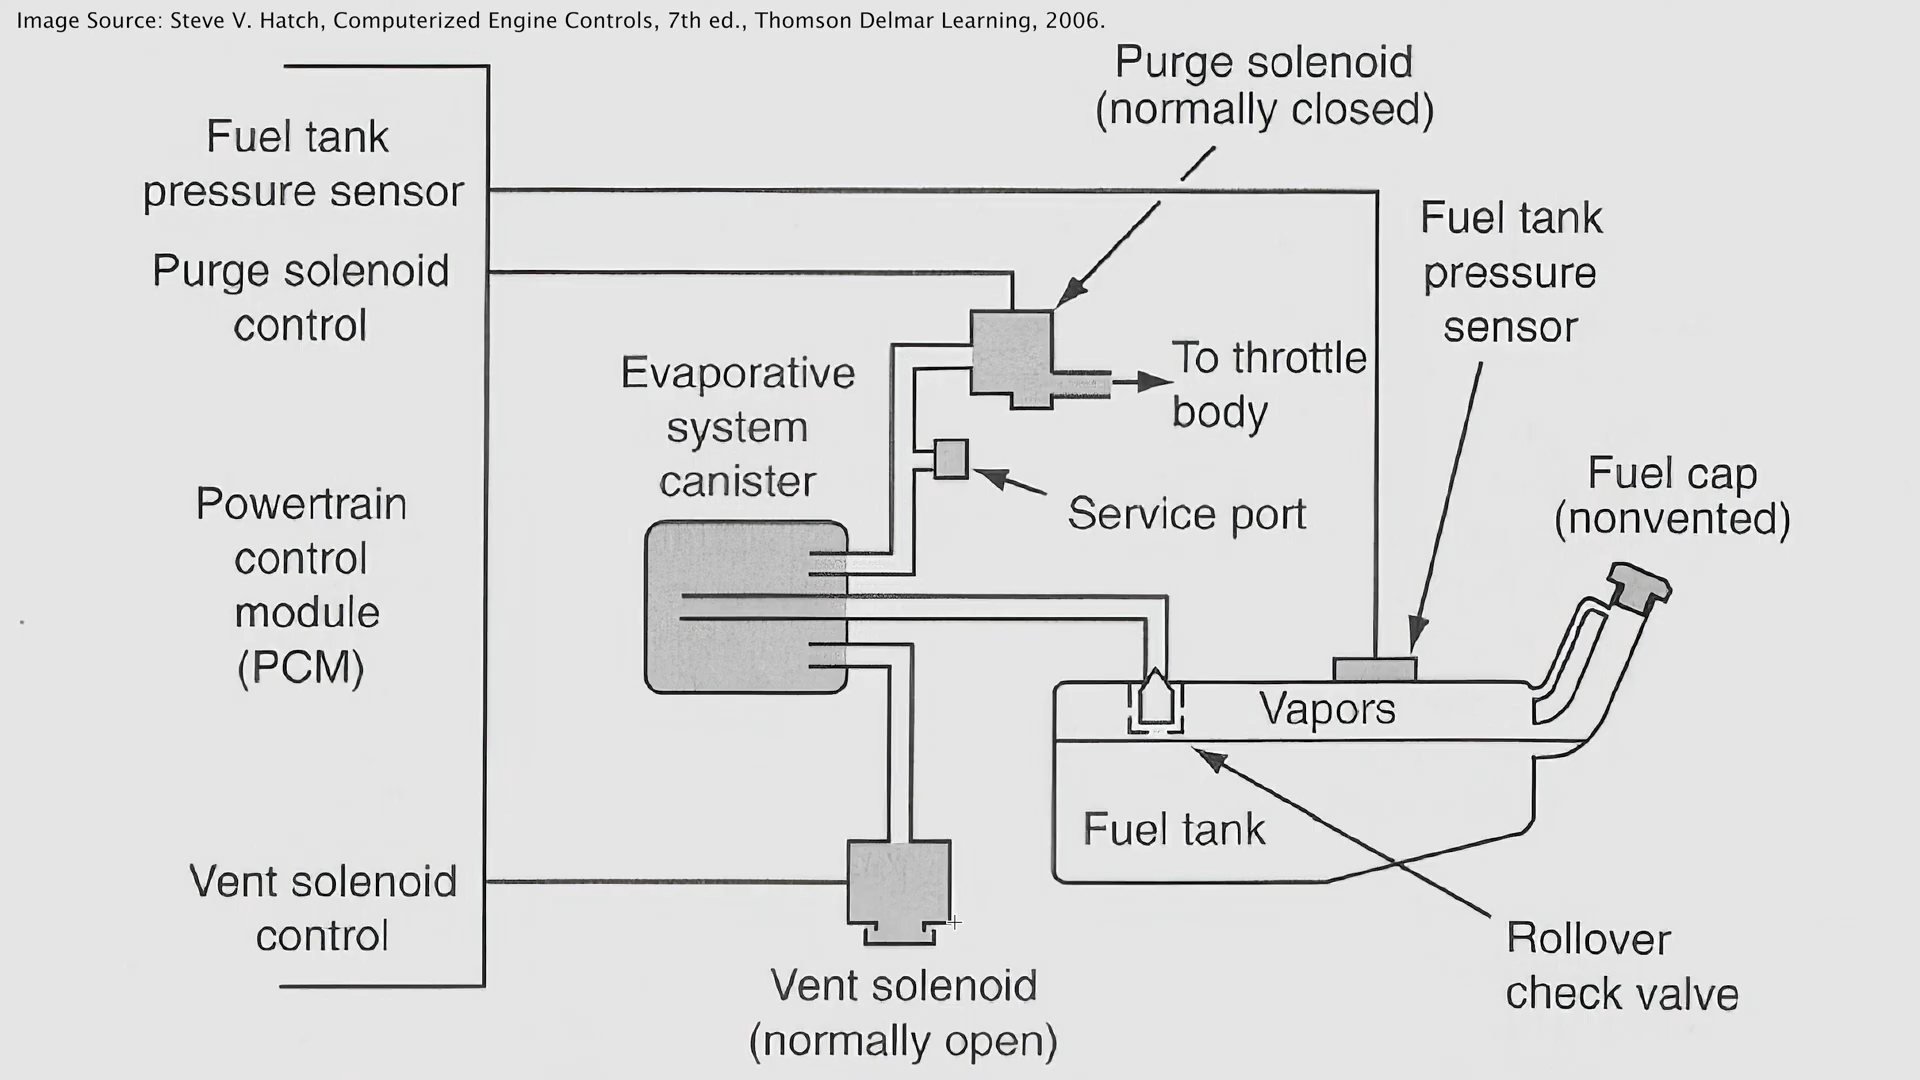 Image Source: Steve V. Hatch, Computerized Engine Controls, 7th ed., Thomson Delmar Learning, 2006.
Purge solenoid
(normally closed)
Fuel tank
pressure sensor
Fuel tank
pressure
sensor
Purge solenoid
control
Evaporative
system
canister
To throttle
body
Service port
Fuel cap
(nonvented)
Powertrain
control
module
(PCM)
Vapors
Fuel tank
Vent solenoid
control
Rollover
check valve
Vent solenoid
(normally open)